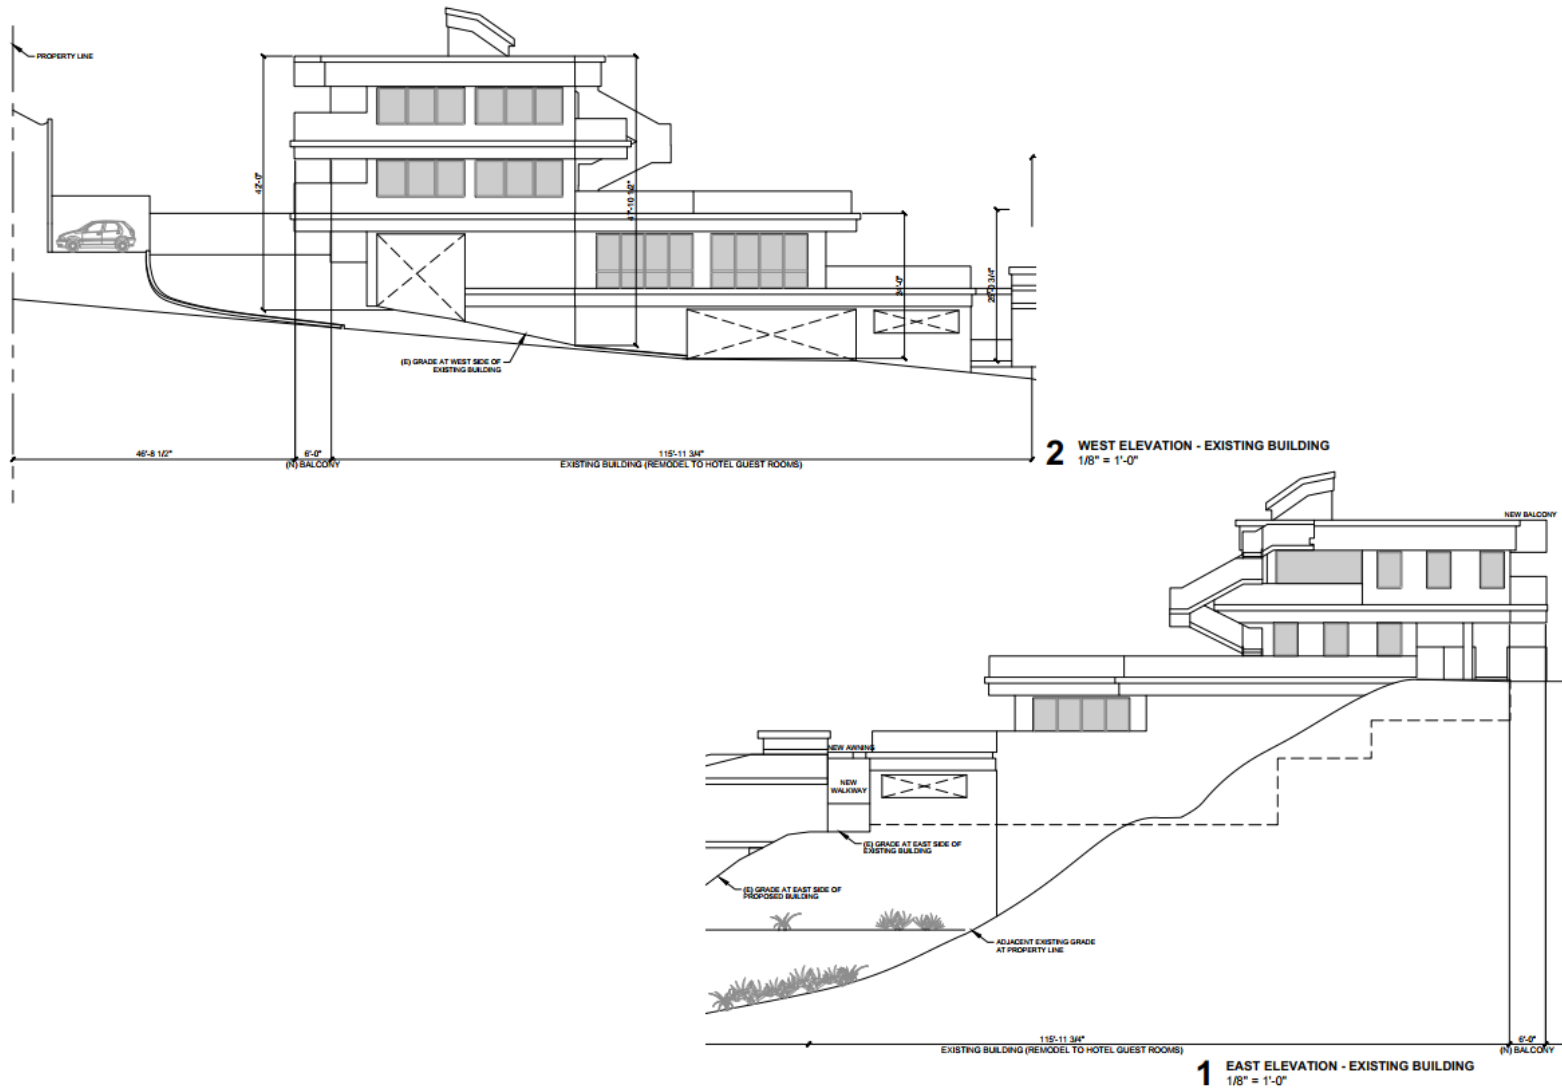 PROPERTY LINE
42'-0"
47'-10 1/2"
24'-0"
25'-0 3/4"
(E) GRADE AT WEST SIDE OF
EXISTING BUILDING
46'-8 1/2"
6'-0"
115'-11 3/4"
(N) BALCONY
EXISTING BUILDING (REMODEL TO HOTEL GUEST ROOMS)
2
WEST ELEVATION - EXISTING BUILDING
1/8" = 1'-0"
NEW BALCONY
NEW AWNING
NEW
WALKWAY
(E) GRADE AT EAST SIDE OF
EXISTING BUILDING
(E) GRADE AT EAST SIDE OF
PROPOSED BUILDING
ADJACENT EXISTING GRADE
AT PROPERTY LINE
115'-11 3/4"
6'-0"
EXISTING BUILDING (REMODEL TO HOTEL GUEST ROOMS)
(N) BALCONY
1
EAST ELEVATION - EXISTING BUILDING
1/8" = 1'-0"